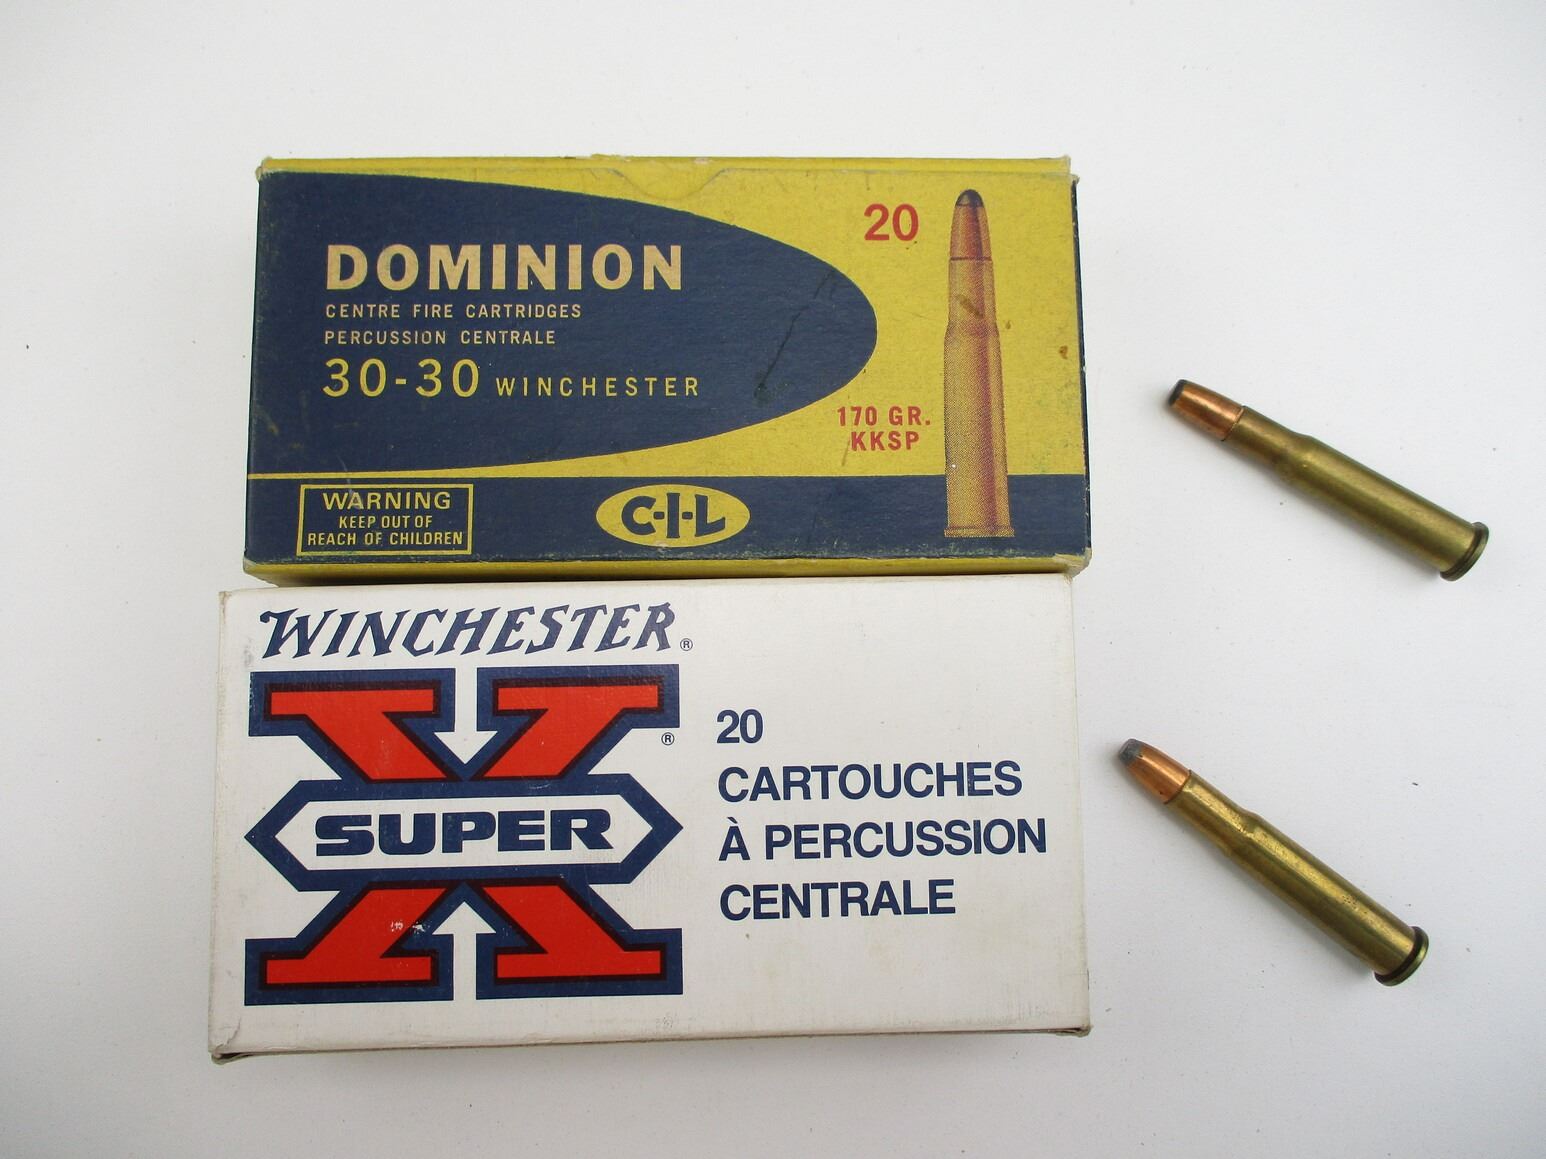 DOMINION
CENTRE FIRE CARTRIDGES
PERCUSSION CENTRALE
30-30 WINCHESTER
20
170 GR.
KKSP
WARNING
KEEP OUT OF
REACH OF CHILDREN
C-I-L
WINCHESTER®
X®
SUPER
20
CARTOUCHES
À PERCUSSION
CENTRALE